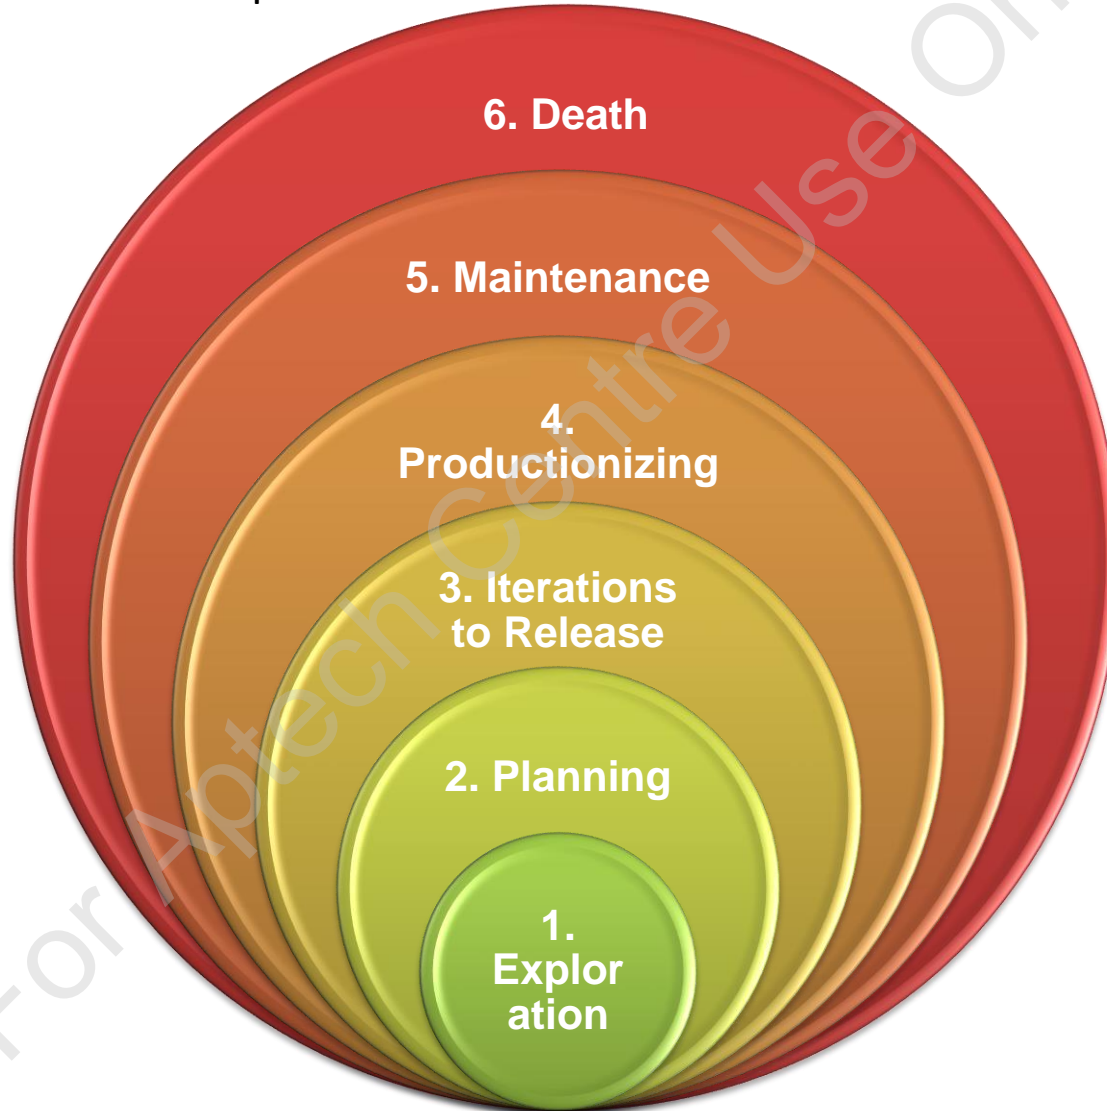 6. Death
5. Maintenance
4.
Productionizing
3. Iterations
to Release
2. Planning
1.
Explor
ation
For Aptech Centre Use